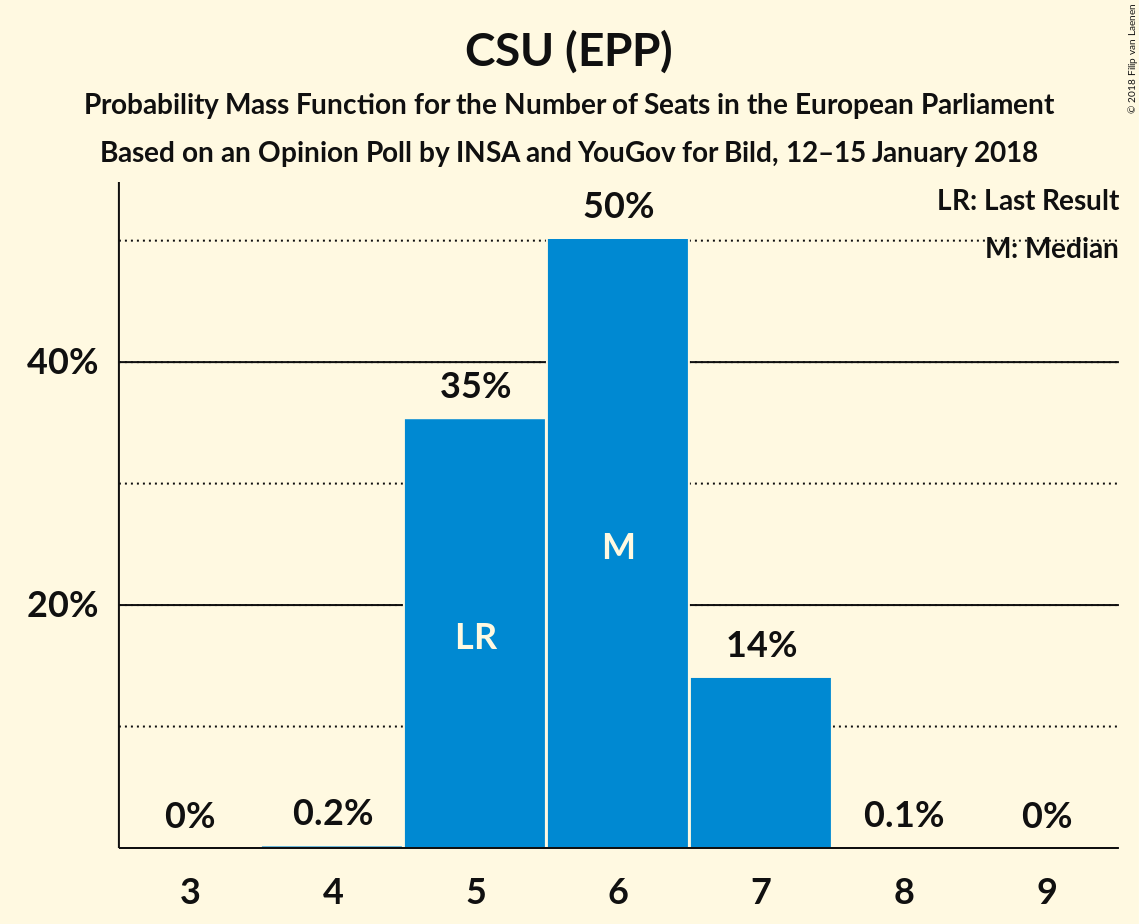 CSU (EPP)
Probability Mass Function for the Number of Seats in the European Parliament
Based on an Opinion Poll by INSA and YouGov for Bild, 12–15 January 2018
© 2018 Filip van Laenen
LR: Last Result
M: Median
50%
40%
35%
M
20%
LR
14%
0%
0.2%
0.1%
0%
3
4
5
6
7
8
9